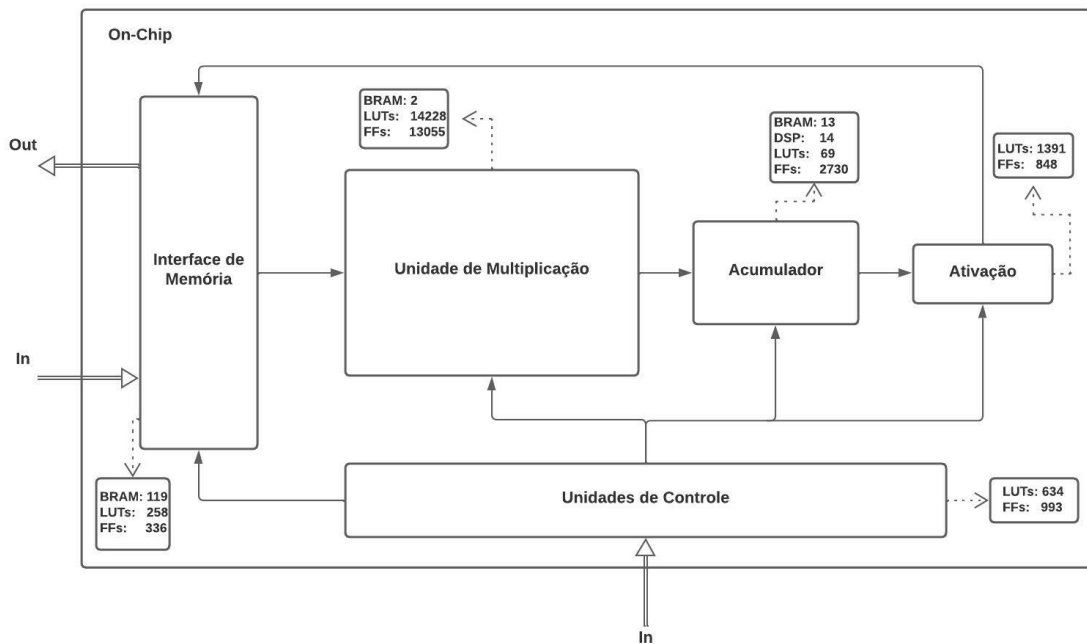 On-Chip
BRAM: 2
LUTs: 14228
FFs: 13055
BRAM: 13
DSP: 14
LUTs: 69
FFs: 2730
LUTs: 1391
FFs: 848
Out
Interface de
Memória
Unidade de Multiplicação
Acumulador
Ativação
In
BRAM: 119
LUTs: 258
FFs: 336
Unidades de Controle
LUTs: 634
FFs: 993
In